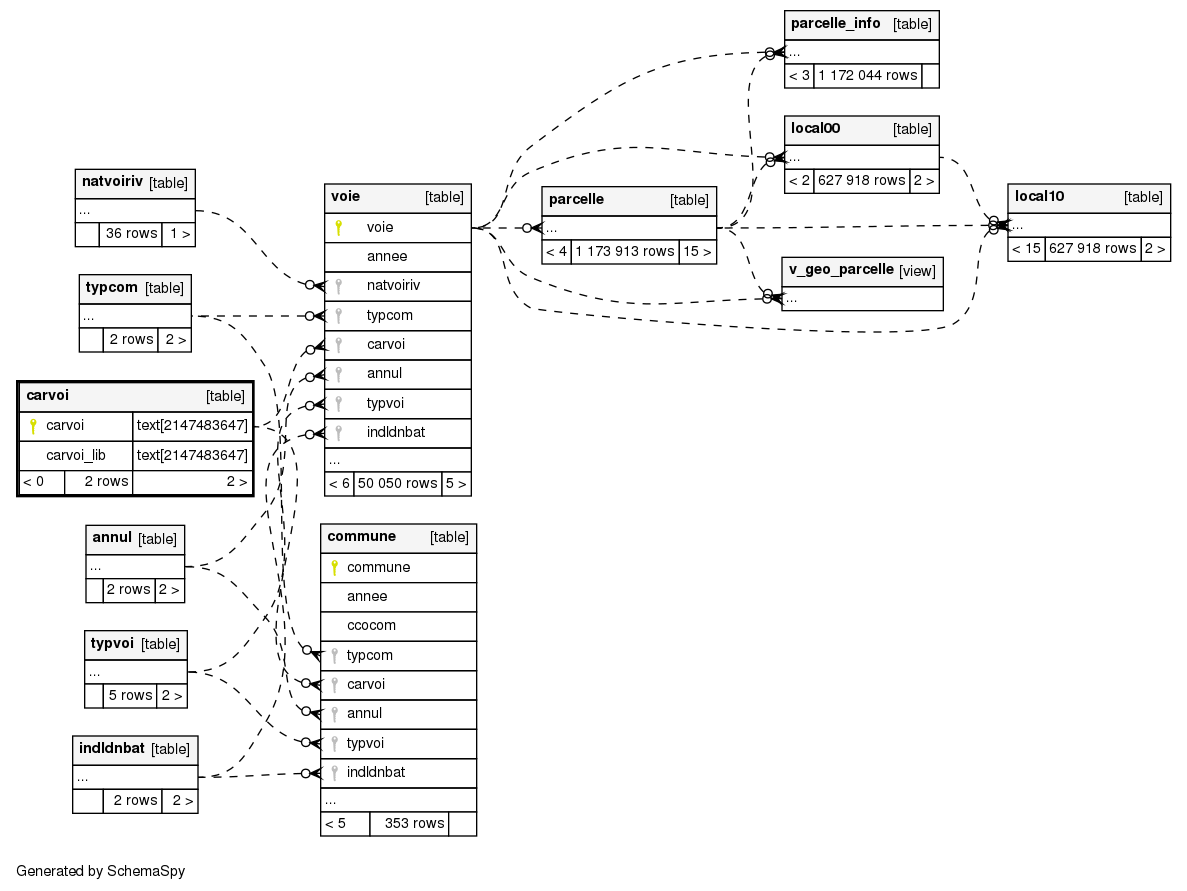 parcelle_info [table]
...
< 3 1 172 044 rows
local00 [table]
...
< 2 627 918 rows 2 >
natvoiriv [table]
...
36 rows 1 >
voie [table]
voie
annee
natvoiriv
typcom
carvoi
annul
typvoi
indldnbat
...
< 6 50 050 rows 5 >
parcelle [table]
...
< 4 1 173 913 rows 15 >
local10 [table]
...
< 15 627 918 rows 2 >
v_geo_parcelle [view]
...
typcom [table]
...
2 rows 2 >
carvoi [table]
carvoi text[2147483647]
carvoi_lib text[2147483647]
< 0 2 rows 2 >
annul [table]
...
2 rows 2 >
commune [table]
commune
annee
ccocom
typcom
carvoi
annul
typvoi
indldnbat
...
< 5 353 rows
typvoi [table]
...
5 rows 2 >
indldnbat [table]
...
2 rows 2 >
Generated by SchemaSpy